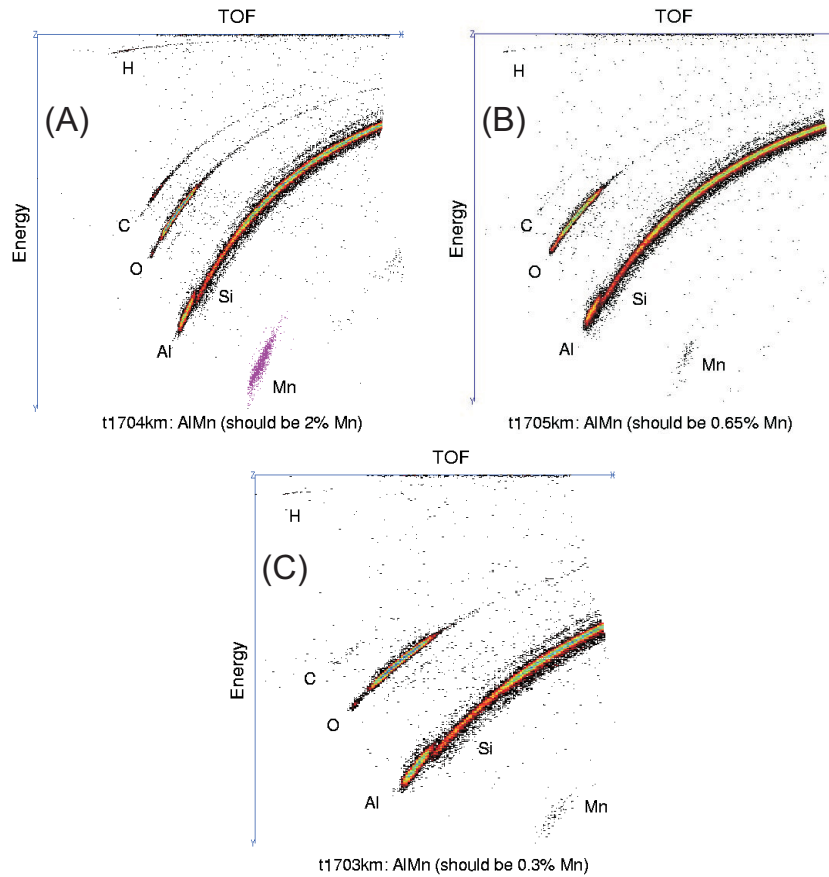 TOF
Z
X
H
(A)
C
O
Energy
Si
Al
Mn
Y
t1704km: AlMn (should be 2% Mn)
TOF
Z
X
H
(B)
C
O
Energy
Si
Al
Mn
Y
t1705km: AlMn (should be 0.65% Mn)
TOF
Z
X
H
(C)
C
O
Energy
Si
Al
Mn
Y
t1703km: AlMn (should be 0.3% Mn)